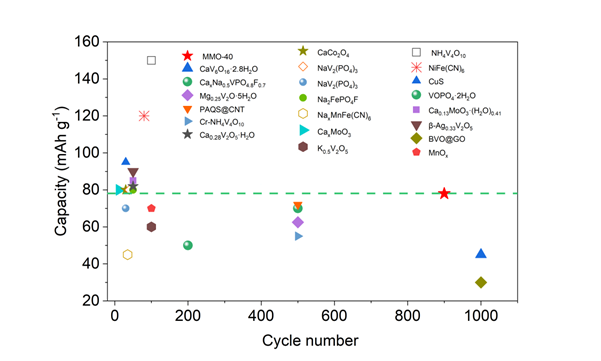 160
140
120
100
80
60
40
20
Capacity (mAh g⁻¹)
0
200
400
600
800
1000
Cycle number
MMO-40
CaV₆O₁₆·2.8H₂O
CaₓNa₀.₅VPO₄.₈F₀.₇
Mg₀.₂₅V₂O·5H₂O
PAQS@CNT
Cr-NH₄V₄O₁₀
Ca₀.₂₈V₂O₅·H₂O
CaCo₂O₄
NaV₂(PO₄)₃
NaV₂(PO₄)₃
Na₂FePO₄F
NaₓMnFe(CN)₆
CaₓMoO₃
K₀.₅V₂O₅
NH₄V₄O₁₀
NiFe(CN)₆
CuS
VOPO₄·2H₂O
Ca₀.₁₃MoO₃·(H₂O)₀.₄₁
β-Ag₀.₃₃V₂O₅
BVO@GO
MnOₓ